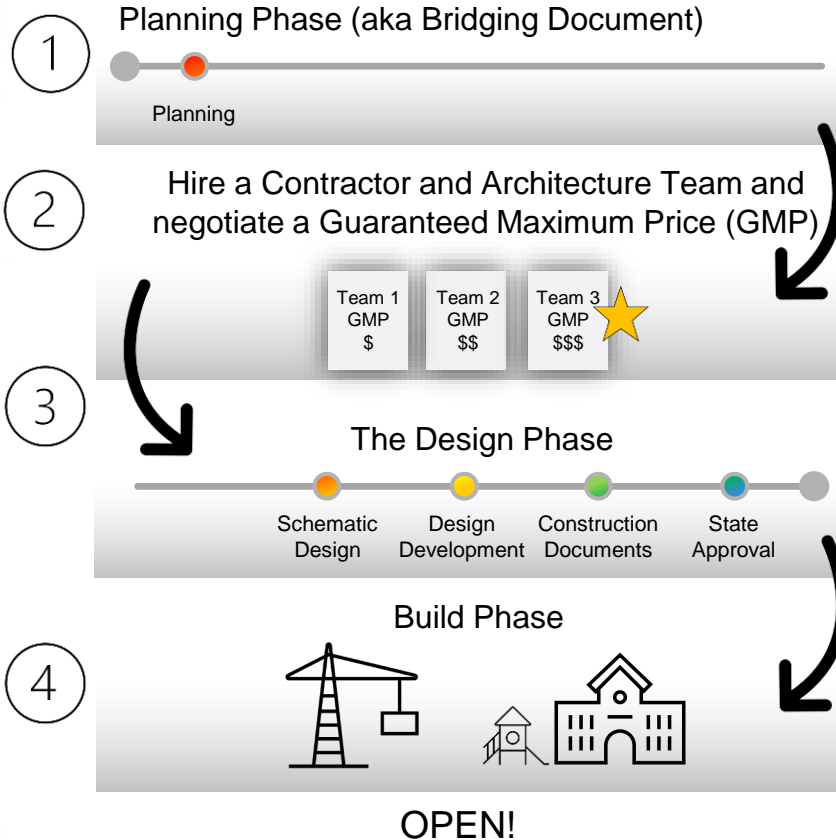 Planning Phase (aka Bridging Document)
1
Planning
2
Hire a Contractor and Architecture Team and
negotiate a Guaranteed Maximum Price (GMP)
Team 1
GMP
$
Team 2
GMP
$$
Team 3
GMP
$$$
3
The Design Phase
Schematic
Design
Design
Development
Construction
Documents
State
Approval
Build Phase
4
OPEN!